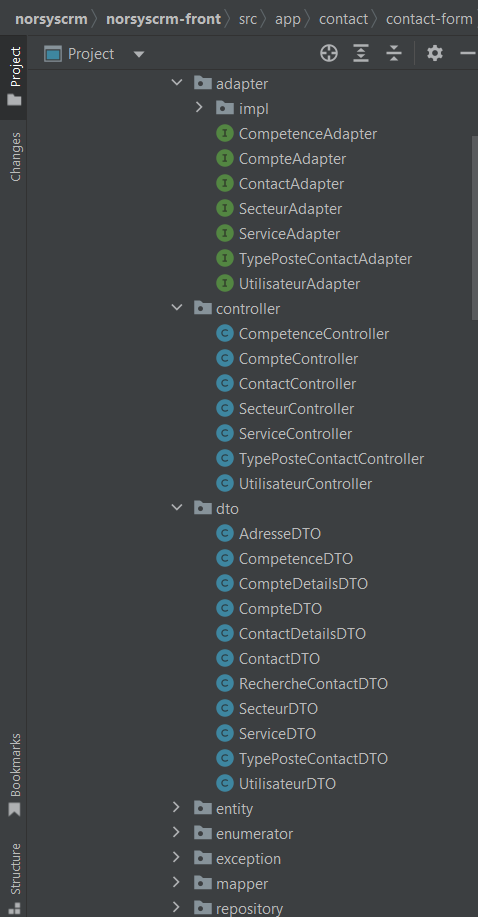 norsyscrm norsyscrm-front src app contact contact-form
Project
Project
Changes
adapter
impl
I CompetenceAdapter
I CompteAdapter
I ContactAdapter
I SecteurAdapter
I ServiceAdapter
I TypePosteContactAdapter
I UtilisateurAdapter
controller
C CompetenceController
C CompteController
C ContactController
C SecteurController
C ServiceController
C TypePosteContactController
C UtilisateurController
dto
C AdresseDTO
C CompetenceDTO
C CompteDetailsDTO
C CompteDTO
C ContactDetailsDTO
C ContactDTO
C RechercheContactDTO
C SecteurDTO
C ServiceDTO
C TypePosteContactDTO
C UtilisateurDTO
entity
enumerator
exception
mapper
repository
Bookmarks
Structure